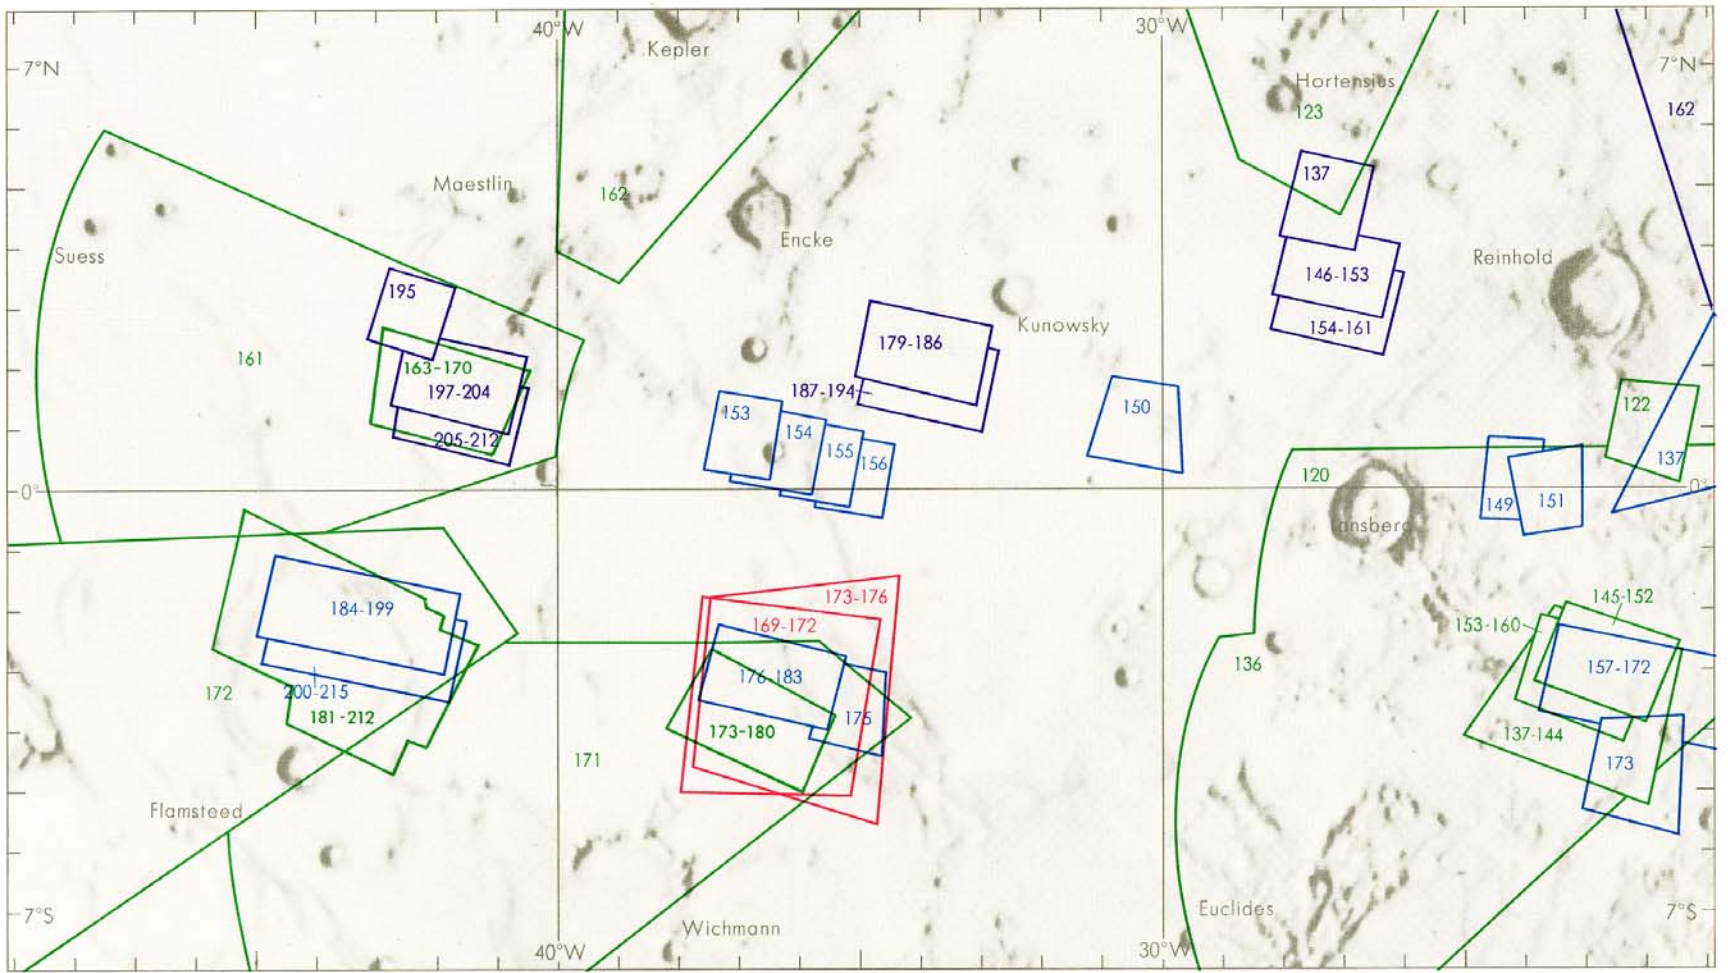 40°W
30°W
Kepler
7°N
7°N
Hortensius
123
162
137
Maestlin
162
Encke
Suess
Reinhold
146-153
195
154-161
Kunowsky
179-186
161
163-170
197-204
187-194
205-212
153
154
155
156
150
122
137
0°
0°
120
149
151
Lansberg
184-199
173-176
169-172
145-152
153-160
157-172
136
176-183
175
172
200-215
181-212
173-180
137-144
171
173
Flamsteed
7°S
7°S
Euclides
Wichmann
40°W
30°W